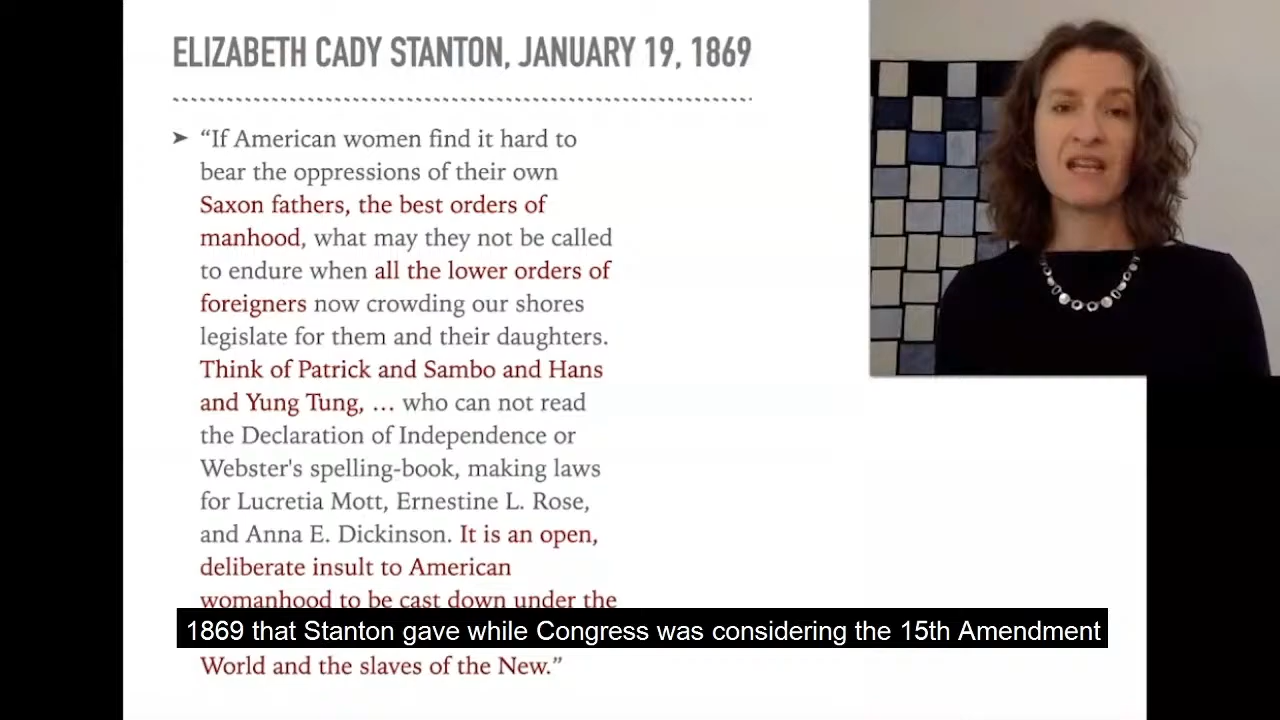 ELIZABETH CADY STANTON, JANUARY 19, 1869
➤ “If American women find it hard to
bear the oppressions of their own
Saxon fathers, the best orders of
manhood, what may they not be called
to endure when all the lower orders of
foreigners now crowding our shores
legislate for them and their daughters.
Think of Patrick and Sambo and Hans
and Yung Tung, … who can not read
the Declaration of Independence or
Webster's spelling-book, making laws
for Lucretia Mott, Ernestine L. Rose,
and Anna E. Dickinson. It is an open,
deliberate insult to American
womanhood to be cast down under the
1869 that Stanton gave while Congress was considering the 15th Amendment
World and the slaves of the New.”